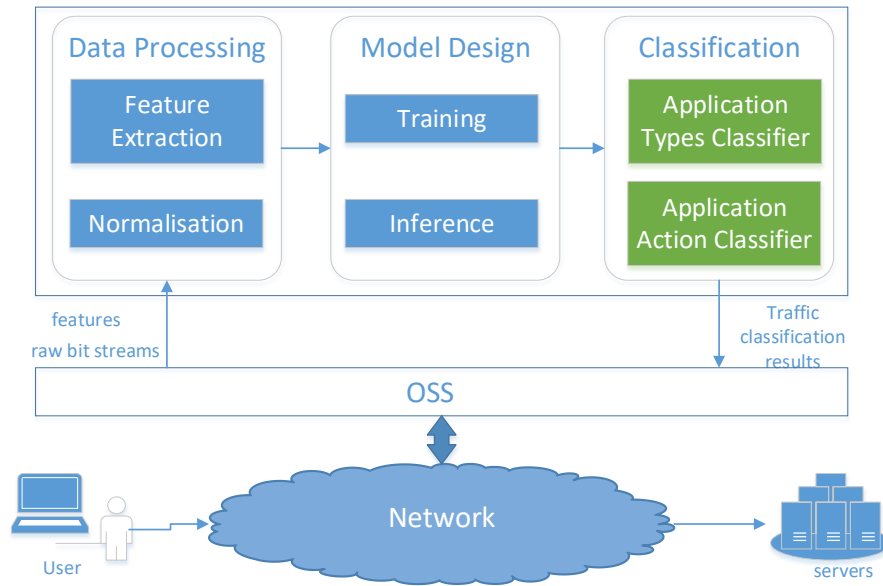 Data Processing
Feature
Extraction
Normalisation
Model Design
Training
Inference
Classification
Application
Types Classifier
Application
Action Classifier
features
raw bit streams
Traffic
classification
results
OSS
Network
User
servers